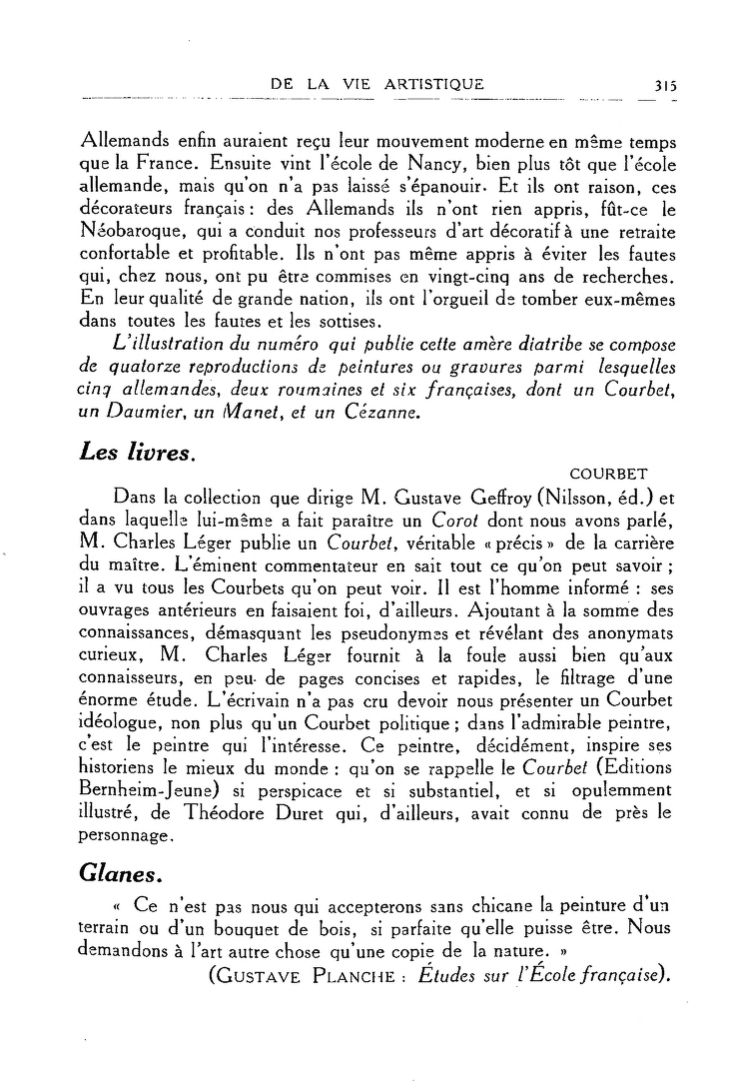 DE LA VIE ARTISTIQUE 315
Allemands enfin auraient reçu leur mouvement moderne en même temps
que la France. Ensuite vint l'école de Nancy, bien plus tôt que l'école
allemande, mais qu'on n'a pas laissé s'épanouir. Et ils ont raison, ces
décorateurs français : des Allemands ils n'ont rien appris, fût-ce le
Néobaroque, qui a conduit nos professeurs d'art décoratif à une retraite
confortable et profitable. Ils n'ont pas même appris à éviter les fautes
qui, chez nous, ont pu être commises en vingt-cinq ans de recherches.
En leur qualité de grande nation, ils ont l'orgueil de tomber eux-mêmes
dans toutes les fautes et les sottises.
L'illustration du numéro qui publie cette amère diatribe se compose
de quatorze reproductions de peintures ou gravures parmi lesquelles
cinq allemandes, deux roumaines et six françaises, dont un Courbet,
un Daumier, un Manet, et un Cézanne.
Les livres.
COURBET
Dans la collection que dirige M. Gustave Geffroy (Nilsson, éd.) et
dans laquelle lui-même a fait paraître un Corot dont nous avons parlé,
M. Charles Léger publie un Courbet, véritable « précis » de la carrière
du maître. L'éminent commentateur en sait tout ce qu'on peut savoir ;
il a vu tous les Courbets qu'on peut voir. Il est l'homme informé : ses
ouvrages antérieurs en faisaient foi, d'ailleurs. Ajoutant à la somme des
connaissances, démasquant les pseudonymes et révélant des anonymats
curieux, M. Charles Léger fournit à la foule aussi bien qu'aux
connaisseurs, en peu de pages concises et rapides, le filtrage d'une
énorme étude. L'écrivain n'a pas cru devoir nous présenter un Courbet
idéologue, non plus qu'un Courbet politique ; dans l'admirable peintre,
c'est le peintre qui l'intéresse. Ce peintre, décidément, inspire ses
historiens le mieux du monde : qu'on se rappelle le Courbet (Editions
Bernheim-Jeune) si perspicace et si substantiel, et si opulemment
illustré, de Théodore Duret qui, d'ailleurs, avait connu de près le
personnage.
Glanes.
« Ce n'est pas nous qui accepterons sans chicane la peinture d'un
terrain ou d'un bouquet de bois, si parfaite qu'elle puisse être. Nous
demandons à l'art autre chose qu'une copie de la nature. »
(GUSTAVE PLANCHE : Études sur l'École française).